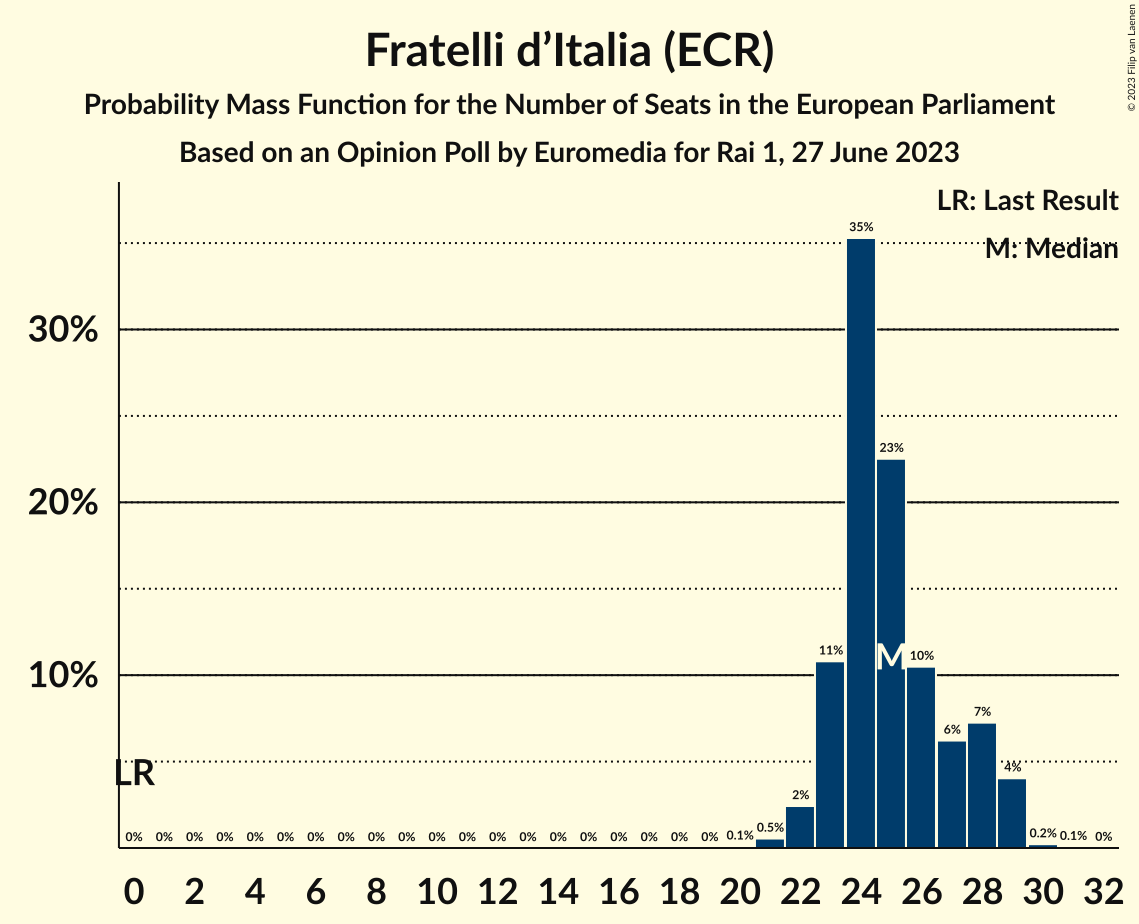 Fratelli d’Italia (ECR)
Probability Mass Function for the Number of Seats in the European Parliament
Based on an Opinion Poll by Euromedia for Rai 1, 27 June 2023
© 2023 Filip van Laenen
LR: Last Result
M: Median
30%
20%
10%
35%
23%
11%
M
10%
7%
6%
4%
2%
LR
0% 0% 0% 0% 0% 0% 0% 0% 0% 0% 0% 0% 0% 0% 0% 0% 0% 0% 0% 0% 0.1% 0.5% 0.2% 0.1% 0%
0 2 4 6 8 10 12 14 16 18 20 22 24 26 28 30 32